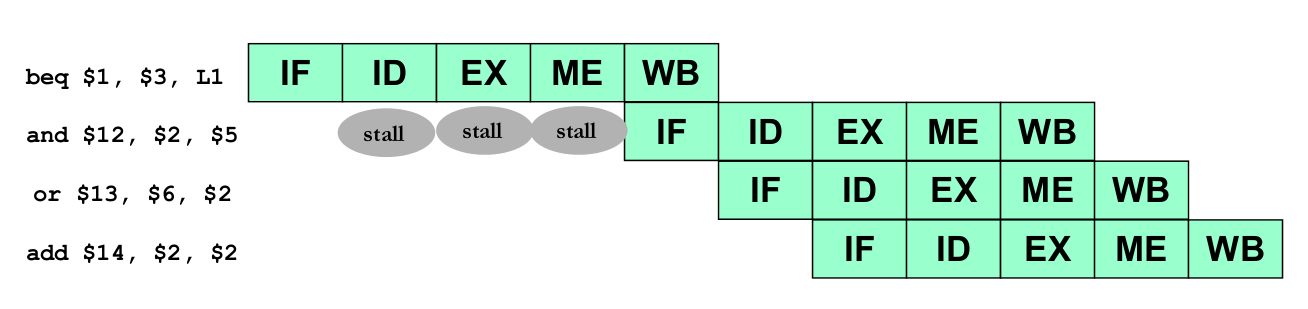 beq $1, $3, L1 IF ID EX ME WB
and $12, $2, $5 stall stall stall IF ID EX ME WB
or $13, $6, $2 IF ID EX ME WB
add $14, $2, $2 IF ID EX ME WB